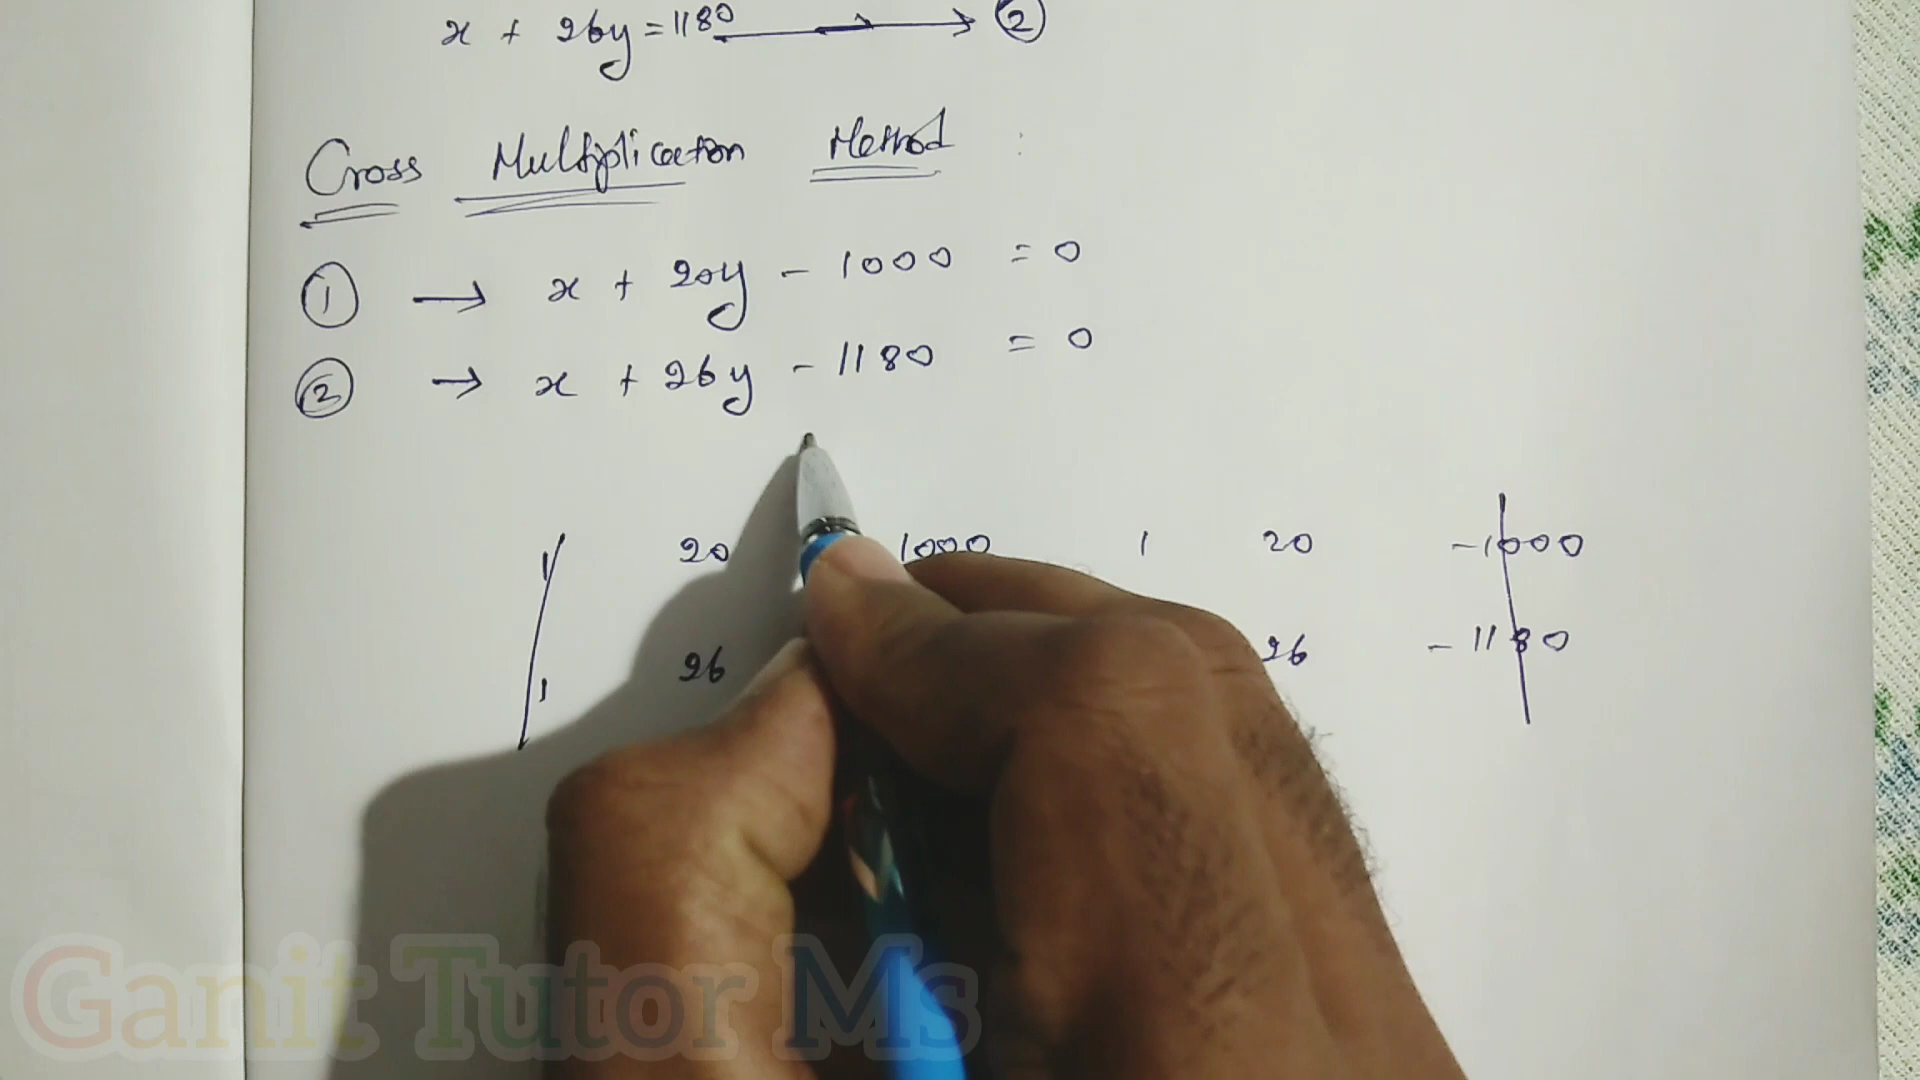 x + 26y = 1180 → ②
Cross Multiplication Method :
① → x + 20y - 1000 = 0
② → x + 26y - 1180 = 0
1 20 1000 1 20 -1000
1 26 26 -1180
Ganit Tutor Ms